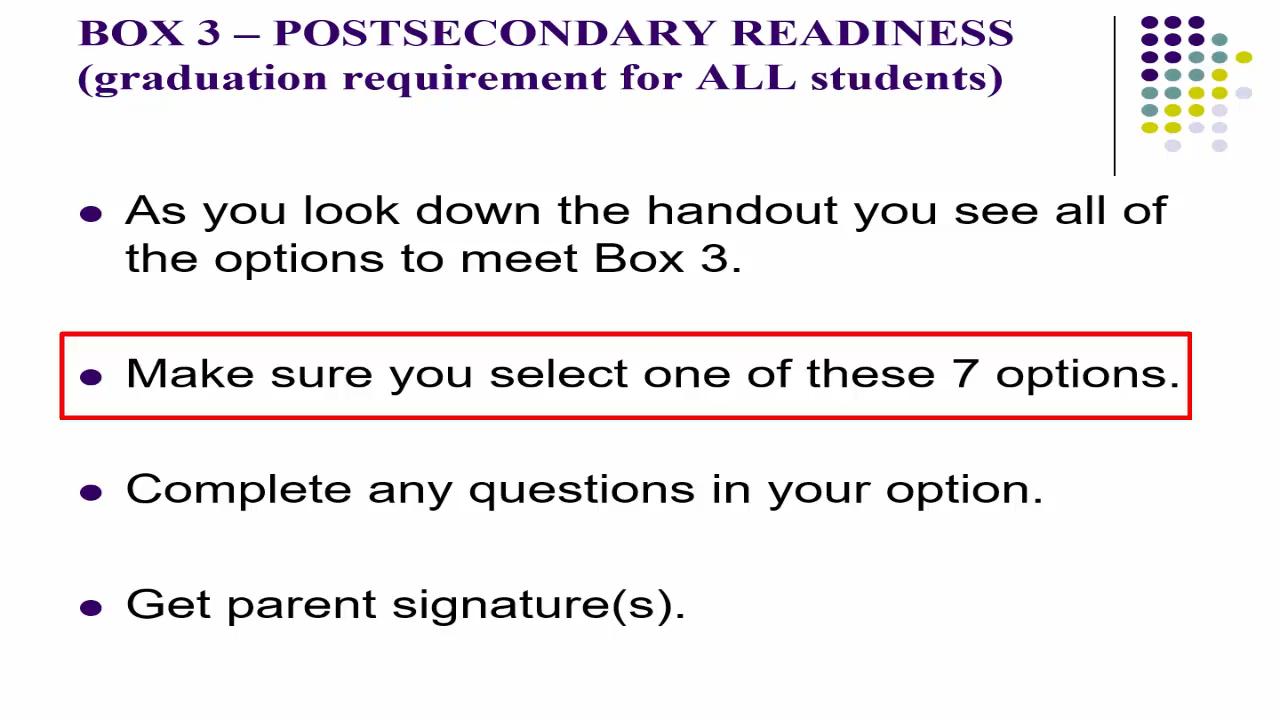 BOX 3 – POSTSECONDARY READINESS
(graduation requirement for ALL students)
As you look down the handout you see all of
the options to meet Box 3.
Make sure you select one of these 7 options.
Complete any questions in your option.
Get parent signature(s).